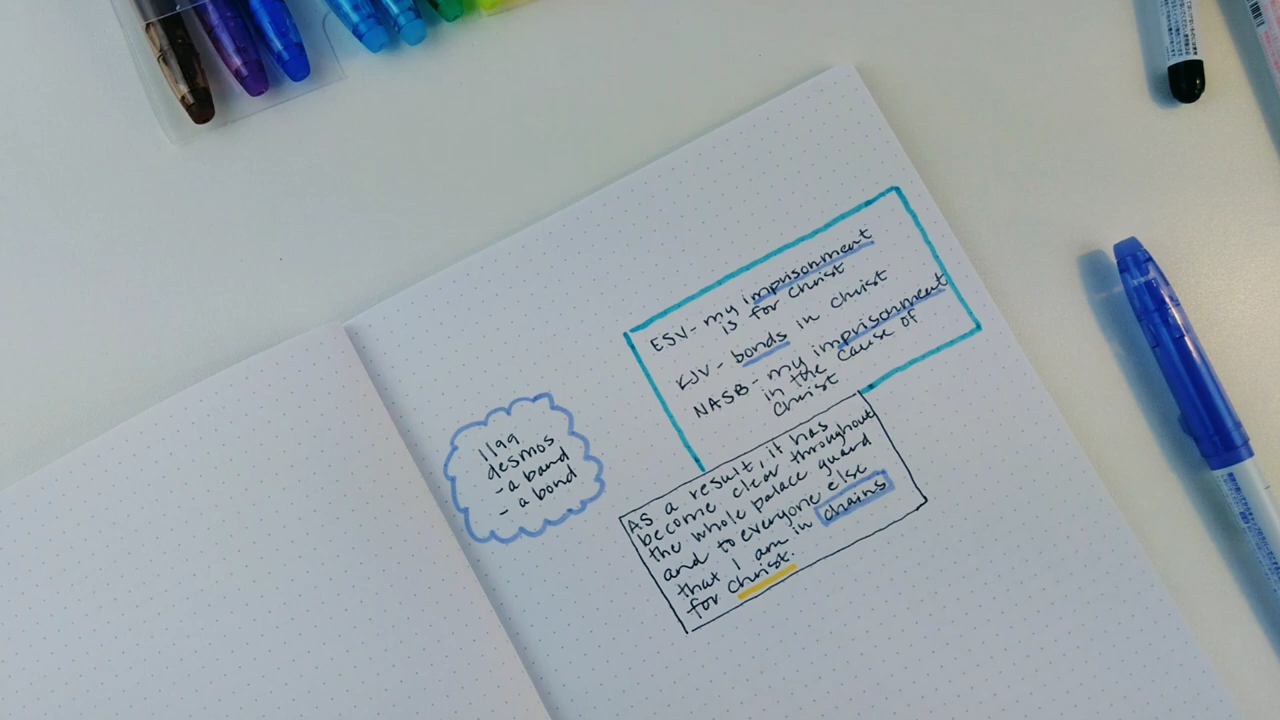 ESV - my imprisonment
is for Christ
KJV - bonds in Christ
NASB - my imprisonment
in the cause of
Christ
1199
desmos
- a band
- a bond
As a result, it has
become clear throughout
the whole palace guard
and to everyone else
that I am in chains
for Christ.